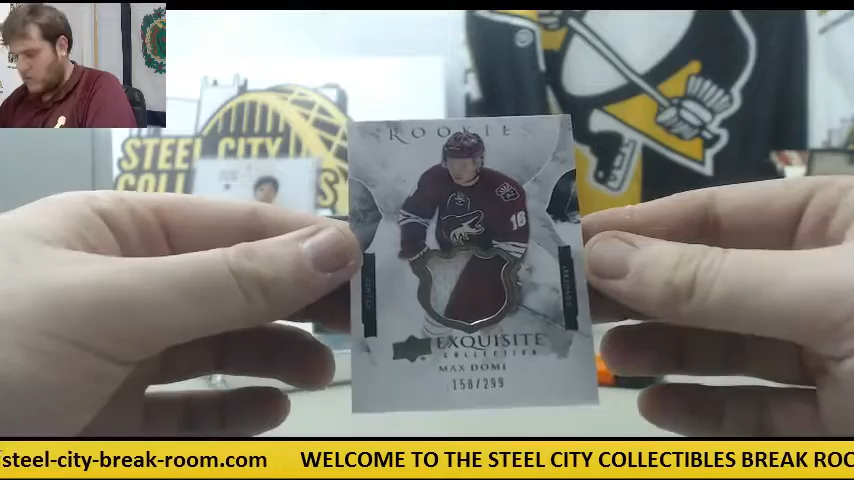 STEEL CITY
ROOKIES
16
EXQUISITE
COLLECTION
MAX DOMI
158/299
steel-city-break-room.com WELCOME TO THE STEEL CITY COLLECTIBLES BREAK ROO